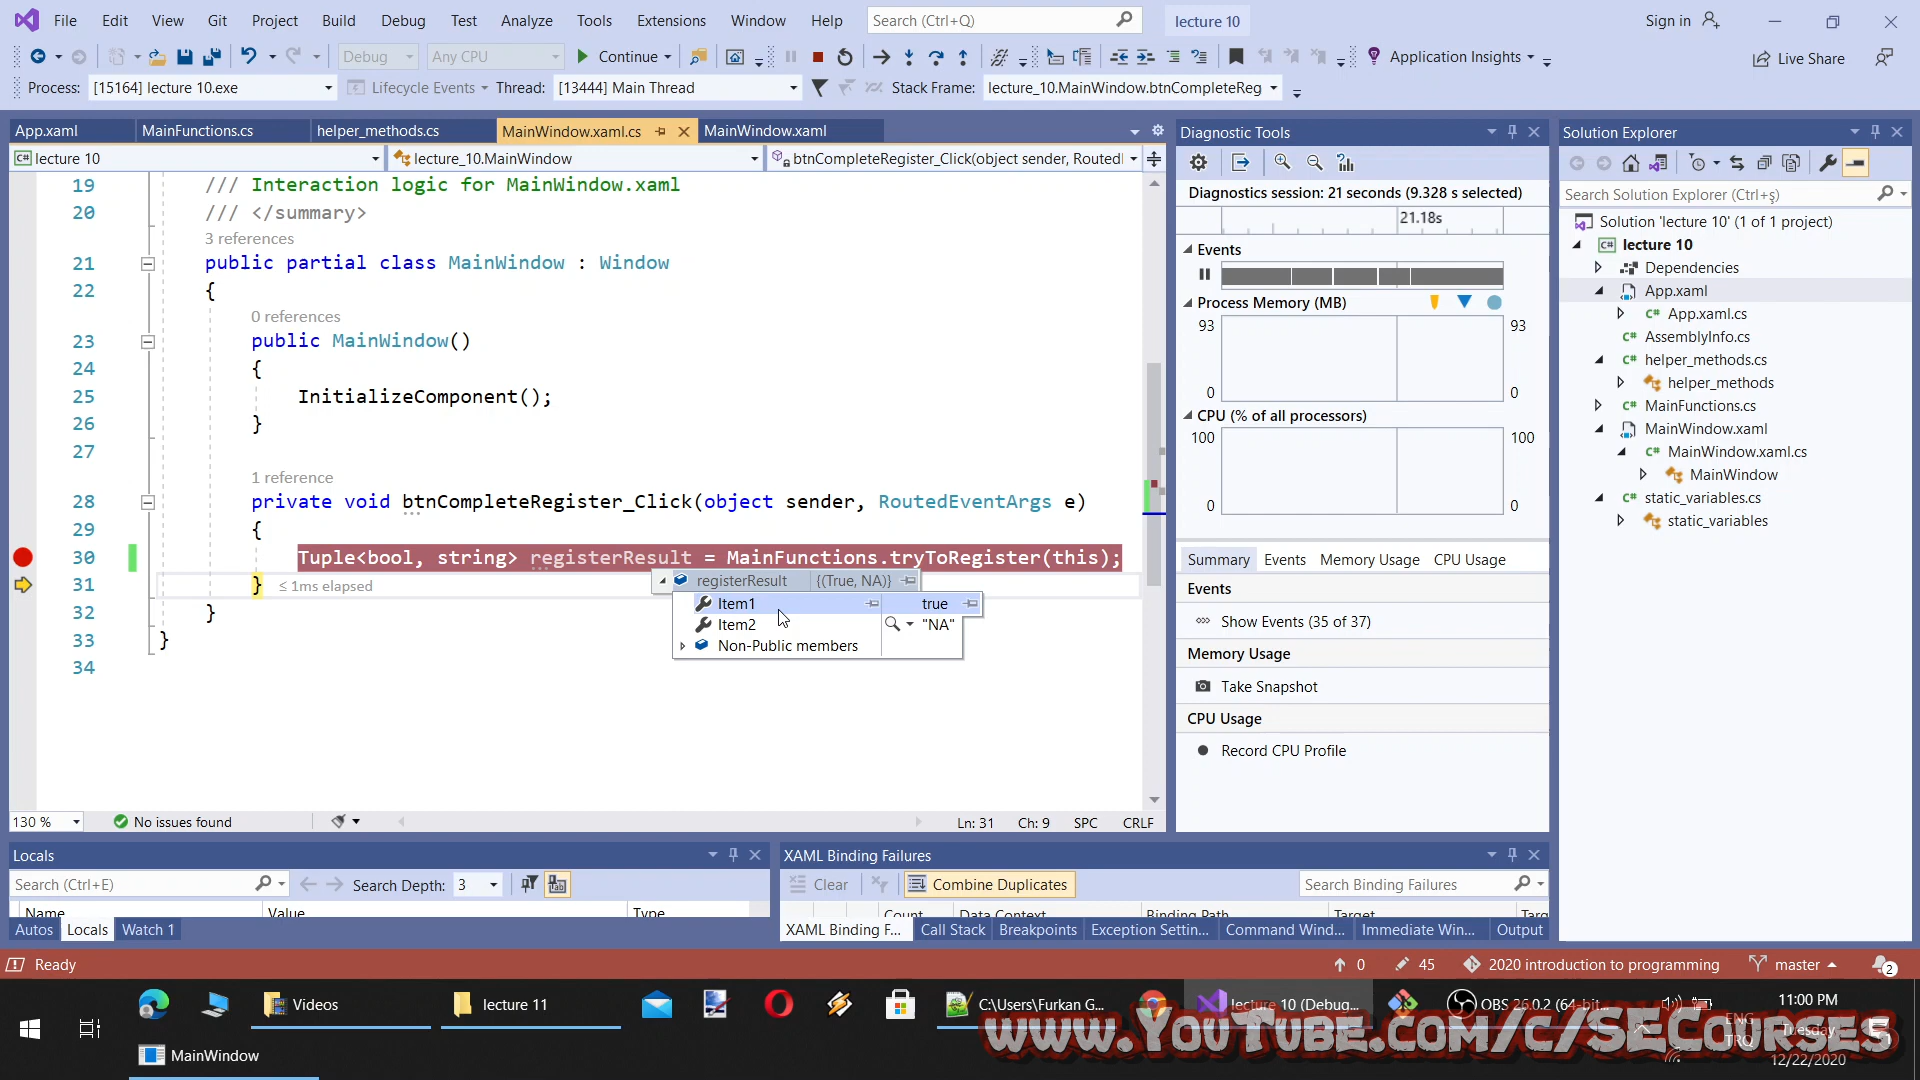 File Edit View Git Project Build Debug Test Analyze Tools Extensions Window Help Search (Ctrl+Q) lecture 10 Sign in
Debug Any CPU Continue Application Insights Live Share
Process: [15164] lecture 10.exe Lifecycle Events Thread: [13444] Main Thread Stack Frame: lecture_10.MainWindow.btnCompleteReg
App.xaml MainFunctions.cs helper_methods.cs MainWindow.xaml.cs MainWindow.xaml
lecture 10 lecture_10.MainWindow btnCompleteRegister_Click(object sender, RoutedI
19 /// Interaction logic for MainWindow.xaml
20 /// </summary>
3 references
21 public partial class MainWindow : Window
22 {
0 references
23 public MainWindow()
24 {
25 InitializeComponent();
26 }
27
1 reference
28 private void btnCompleteRegister_Click(object sender, RoutedEventArgs e)
29 {
30 Tuple<bool, string> registerResult = MainFunctions.tryToRegister(this);
31 } ≤ 1ms elapsed
registerResult {(True, NA)}
Item1 true
Item2 "NA"
Non-Public members
32 }
33 }
34
130 % No issues found Ln: 31 Ch: 9 SPC CRLF
Diagnostic Tools
Diagnostics session: 21 seconds (9.328 s selected)
21.18s
Events
Process Memory (MB)
93 93
0 0
CPU (% of all processors)
100 100
0 0
Summary Events Memory Usage CPU Usage
Events
Show Events (35 of 37)
Memory Usage
Take Snapshot
CPU Usage
Record CPU Profile
Solution Explorer
Search Solution Explorer (Ctrl+ş)
Solution 'lecture 10' (1 of 1 project)
lecture 10
Dependencies
App.xaml
App.xaml.cs
AssemblyInfo.cs
helper_methods.cs
helper_methods
MainFunctions.cs
MainWindow.xaml
MainWindow.xaml.cs
MainWindow
static_variables.cs
static_variables
Locals
Search (Ctrl+E) Search Depth: 3
Name Value Type
Autos Locals Watch 1
XAML Binding Failures
Clear Combine Duplicates Search Binding Failures
Count Data Context Binding Path Target Targ
XAML Binding F... Call Stack Breakpoints Exception Settin... Command Wind... Immediate Win... Output
Ready 0 45 2020 introduction to programming master 2
Videos lecture 11 C:\Users\Furkan G... lecture 10 (Debug... OBS 26.0.2 (64-bit... 11:00 PM
www.YouTube.com/c/SECourses
ENG Tuesday
TRQ 12/22/2020
MainWindow